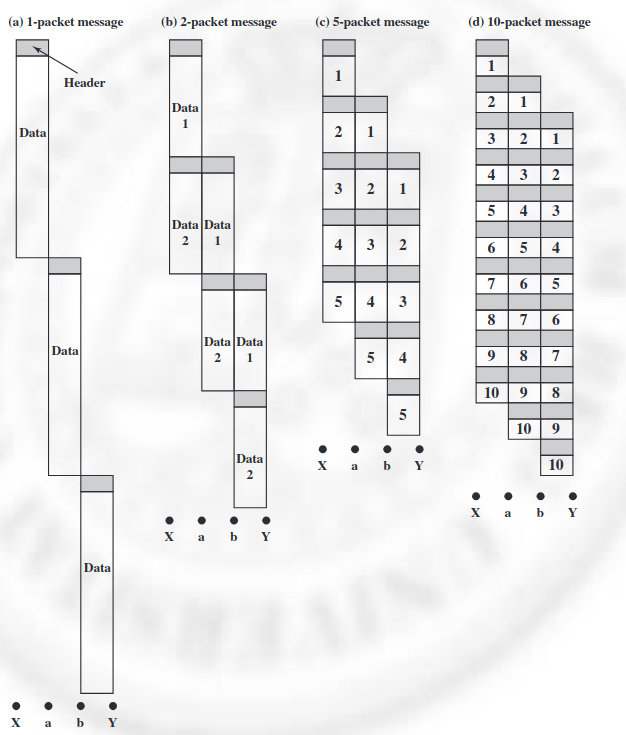 (a) 1-packet message (b) 2-packet message (c) 5-packet message (d) 10-packet message
Header
Data
Data
Data
X a b Y
Data
1
Data Data
2 1
Data Data
2 1
Data
2
X a b Y
1
2 1
3 2 1
4 3 2
5 4 3
5 4
5
X a b Y
1
2 1
3 2 1
4 3 2
5 4 3
6 5 4
7 6 5
8 7 6
9 8 7
10 9 8
10 9
10
X a b Y